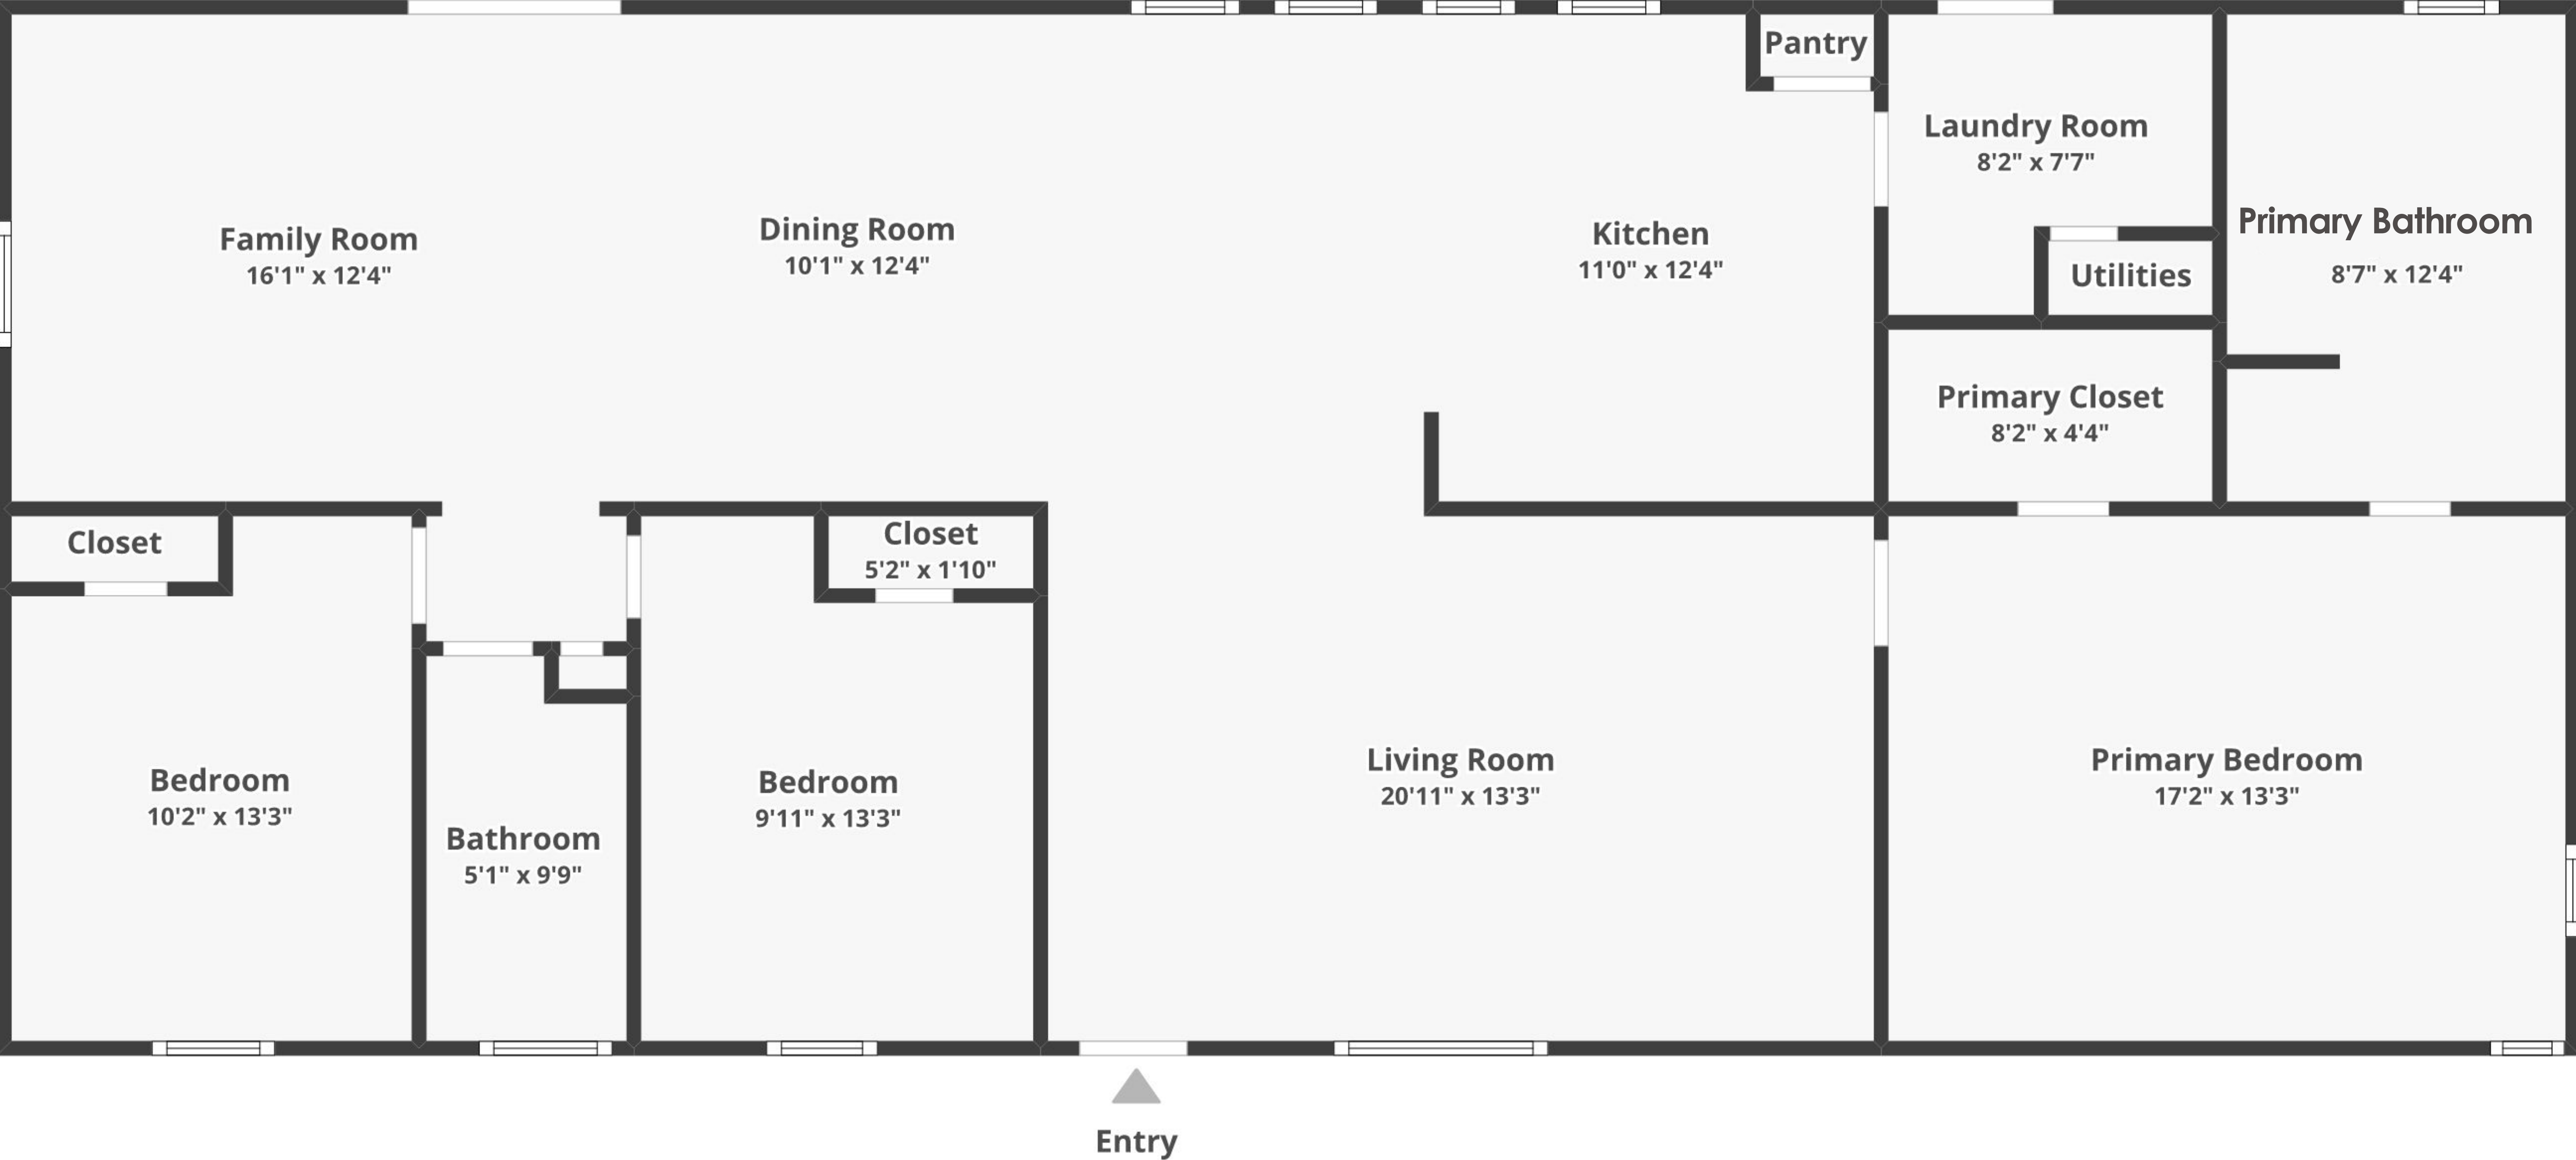 Pantry
Laundry Room
8'2" x 7'7"
Family Room
16'1" x 12'4"
Dining Room
10'1" x 12'4"
Kitchen
11'0" x 12'4"
Primary Bathroom
8'7" x 12'4"
Utilities
Primary Closet
8'2" x 4'4"
Closet
Closet
5'2" x 1'10"
Bedroom
10'2" x 13'3"
Bathroom
5'1" x 9'9"
Bedroom
9'11" x 13'3"
Living Room
20'11" x 13'3"
Primary Bedroom
17'2" x 13'3"
Entry